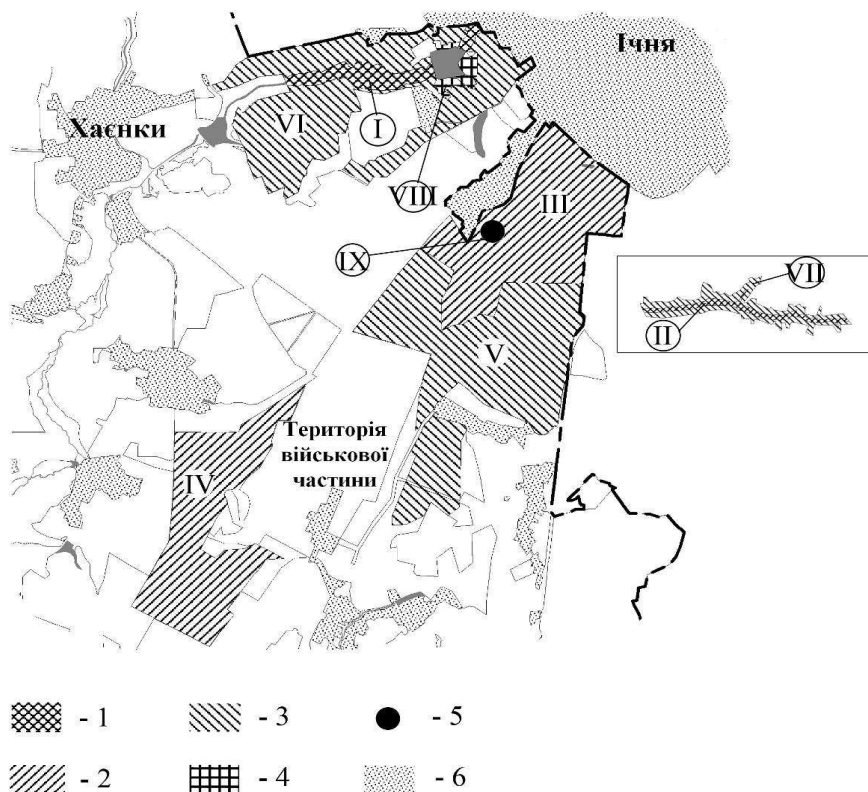 Ічня
Хаєнки
VI
I
VIII
III
IX
VII
II
V
Територія
військової
частини
IV
- 1
- 3
- 5
- 2
- 4
- 6